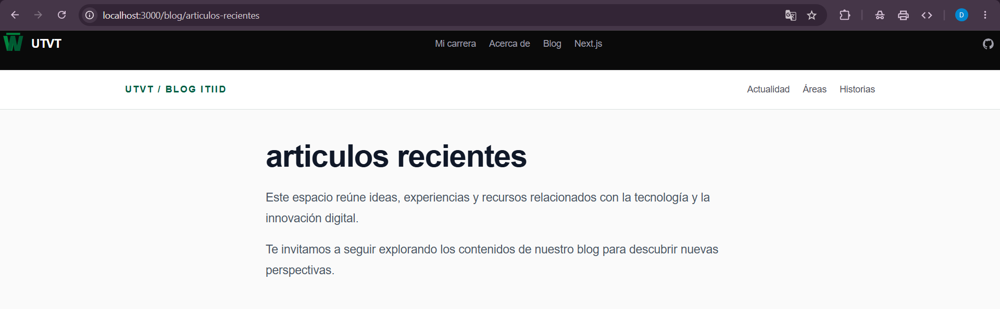 localhost:3000/blog/articulos-recientes
D
UTVT
Mi carrera Acerca de Blog Next.js
UTVT / BLOG ITIID
Actualidad Áreas Historias
articulos recientes
Este espacio reúne ideas, experiencias y recursos relacionados con la tecnología y la
innovación digital.
Te invitamos a seguir explorando los contenidos de nuestro blog para descubrir nuevas
perspectivas.